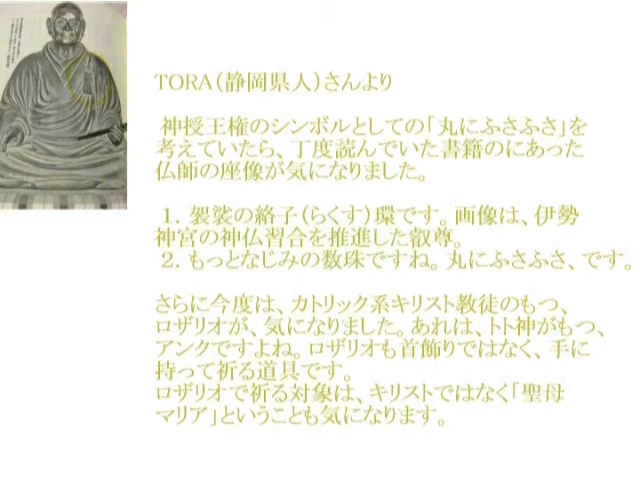 TORA（静岡県人）さんより
神授王権のシンボルとしての「丸にふさふさ」を
考えていたら、丁度読んでいた書籍のにあった
仏師の座像が気になりました。
１．袈裟の絡子（らくす）環です。画像は、伊勢
神宮の神仏習合を推進した叡尊。
２．もっとなじみの数珠ですね。丸にふさふさ、です。
さらに今度は、カトリック系キリスト教徒のもつ、
ロザリオが、気になりました。あれは、トト神がもつ、
アンクですよね。ロザリオも首飾りではなく、手に
持って祈る道具です。
ロザリオで祈る対象は、キリストではなく「聖母
マリア」ということも気になります。